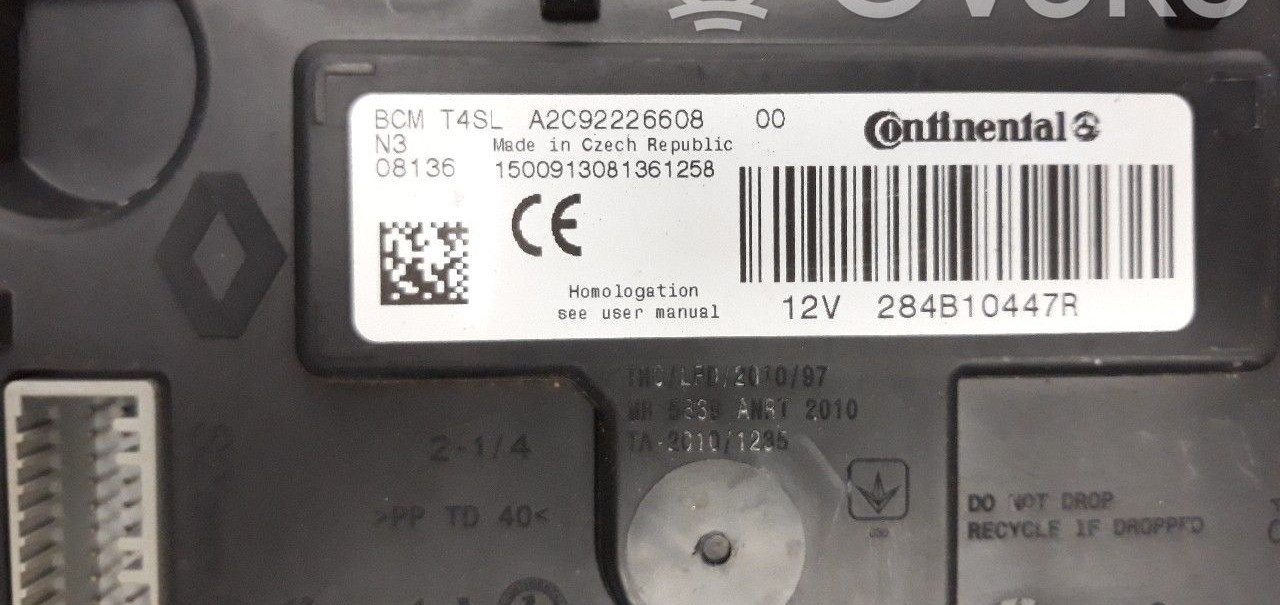 BCM T4SL A2C92226608 00
Continental
N3 Made in Czech Republic
08136 1500913081361258
CE
Homologation
see user manual
12V 284B10447R
/LPD/2010/97
ANRT 2010
TA-2010/1235
2-1/4
>PP TD 40<
DO NOT DROP
RECYCLE IF DROPPED